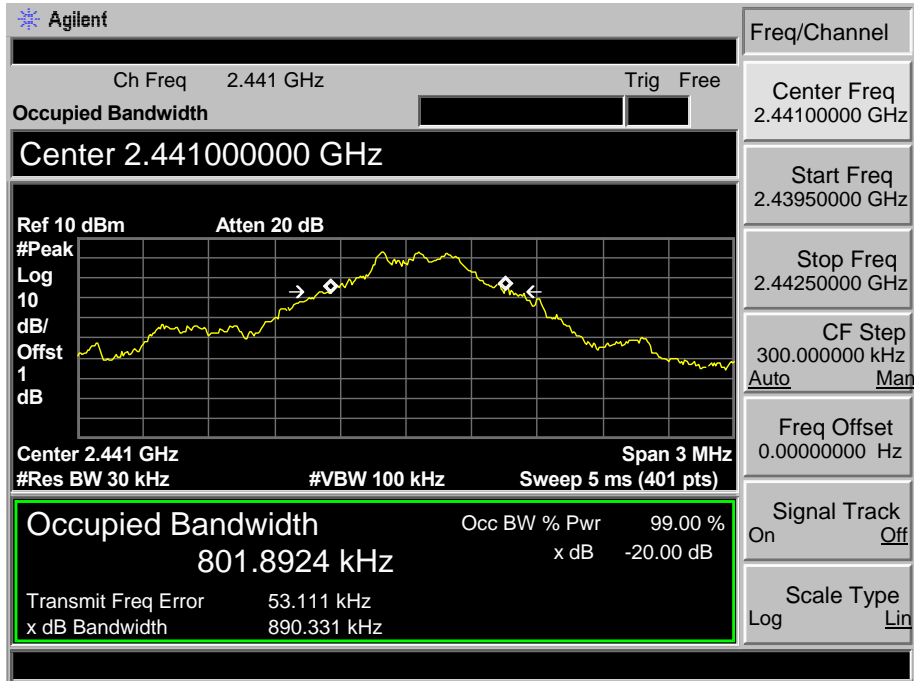 Agilent
Freq/Channel
Ch Freq 2.441 GHz Trig Free
Occupied Bandwidth
Center 2.441000000 GHz
Ref 10 dBm Atten 20 dB
#Peak
Log
10
dB/
Offst
1
dB
Center 2.441 GHz Span 3 MHz
#Res BW 30 kHz #VBW 100 kHz Sweep 5 ms (401 pts)
Occupied Bandwidth
801.8924 kHz
Occ BW % Pwr 99.00 %
x dB -20.00 dB
Transmit Freq Error 53.111 kHz
x dB Bandwidth 890.331 kHz
Center Freq
2.44100000 GHz
Start Freq
2.43950000 GHz
Stop Freq
2.44250000 GHz
CF Step
300.000000 kHz
Auto Man
Freq Offset
0.00000000 Hz
Signal Track
On Off
Scale Type
Log Lin